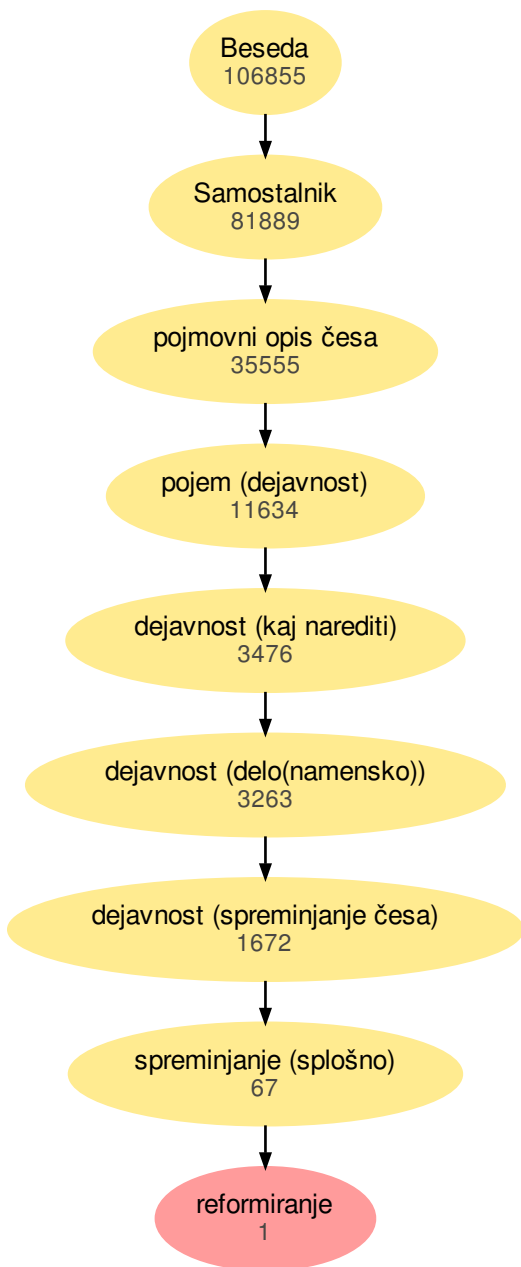 Beseda
106855
Samostalnik
81889
pojmovni opis česa
35555
pojem (dejavnost)
11634
dejavnost (kaj narediti)
3476
dejavnost (delo(namensko))
3263
dejavnost (spreminjanje česa)
1672
spreminjanje (splošno)
67
reformiranje
1